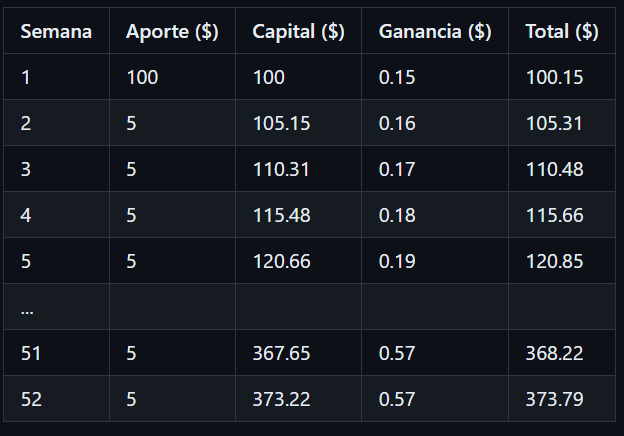 Semana Aporte ($) Capital ($) Ganancia ($) Total ($)
1 100 100 0.15 100.15
2 5 105.15 0.16 105.31
3 5 110.31 0.17 110.48
4 5 115.48 0.18 115.66
5 5 120.66 0.19 120.85
...
51 5 367.65 0.57 368.22
52 5 373.22 0.57 373.79